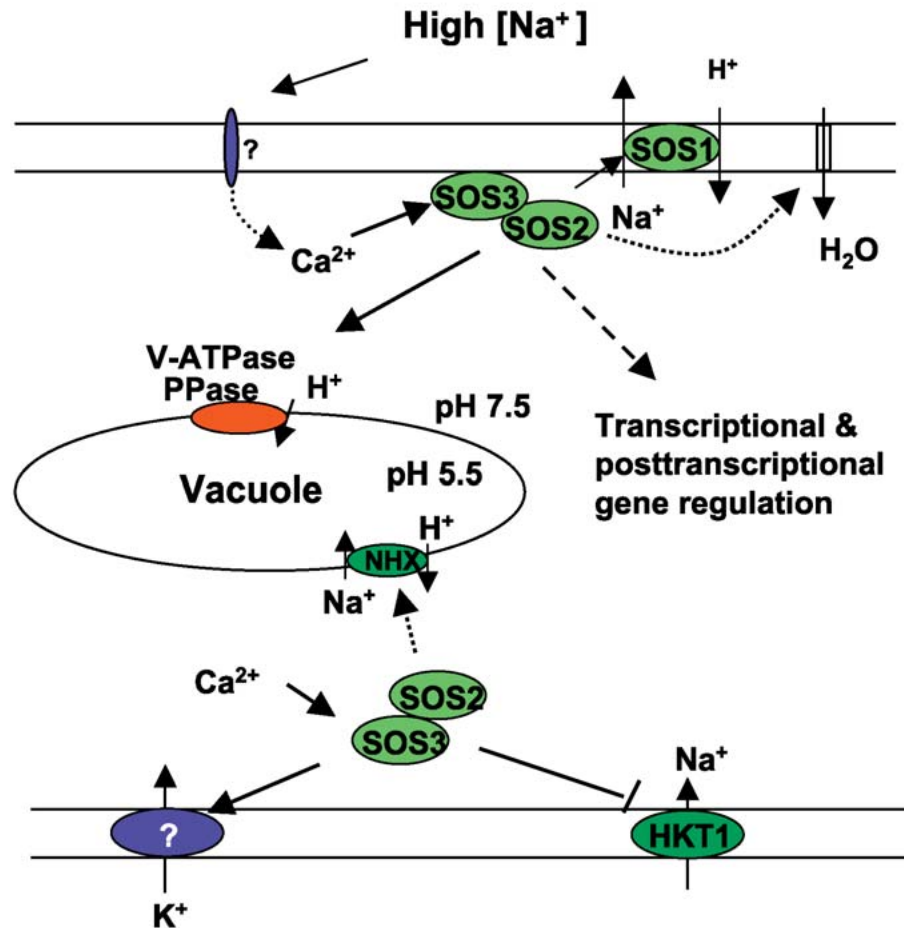 High [Na⁺]
H⁺
?
SOS1
SOS3
SOS2
Na⁺
Ca²⁺
H₂O
V-ATPase
PPase
H⁺
pH 7.5
Transcriptional &
posttranscriptional
gene regulation
Vacuole
pH 5.5
H⁺
NHX
Na⁺
Ca²⁺
SOS2
SOS3
Na⁺
?
HKT1
K⁺